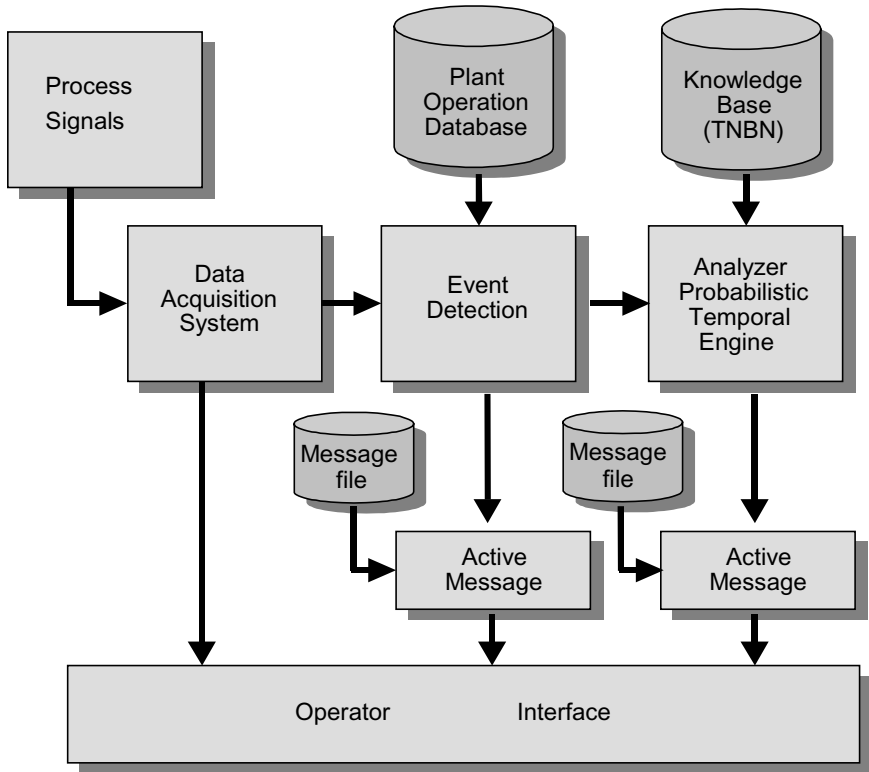 Process
Signals
Plant
Operation
Database
Knowledge
Base
(TNBN)
Data
Acquisition
System
Event
Detection
Analyzer
Probabilistic
Temporal
Engine
Message
file
Message
file
Active
Message
Active
Message
Operator Interface